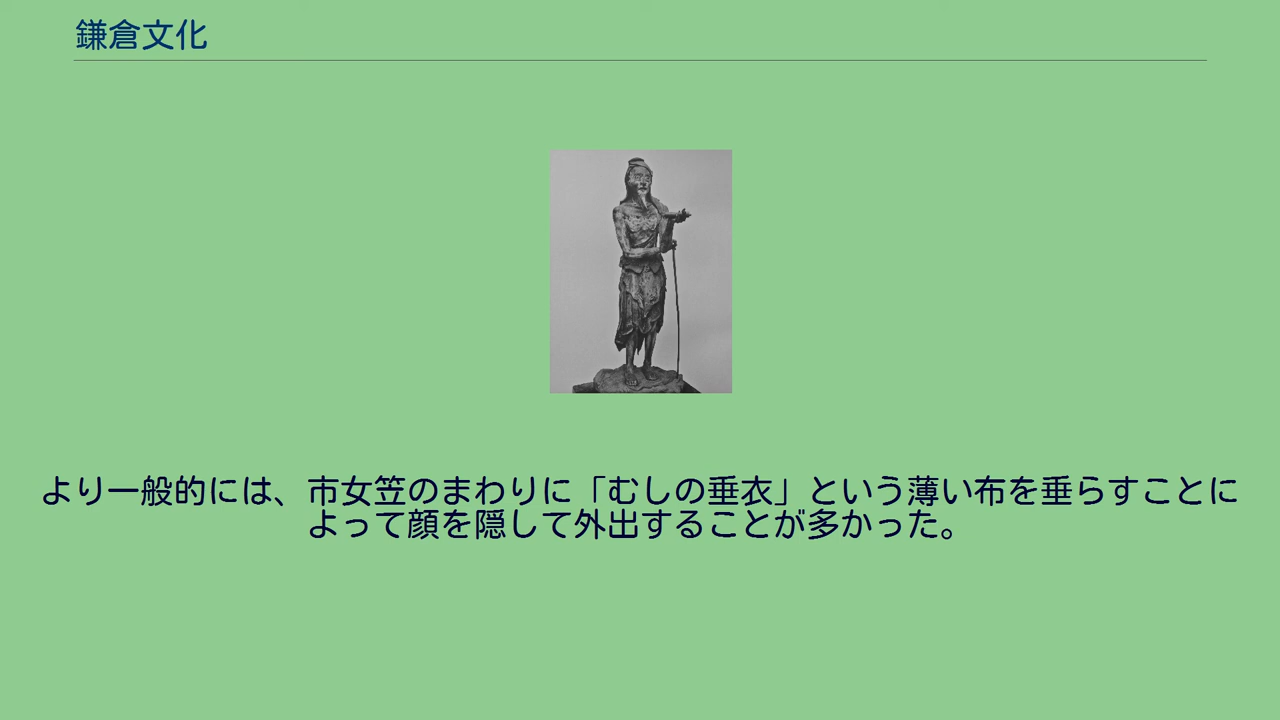 鎌倉文化
より一般的には、市女笠のまわりに「むしの垂衣」という薄い布を垂らすことに
よって顔を隠して外出することが多かった。